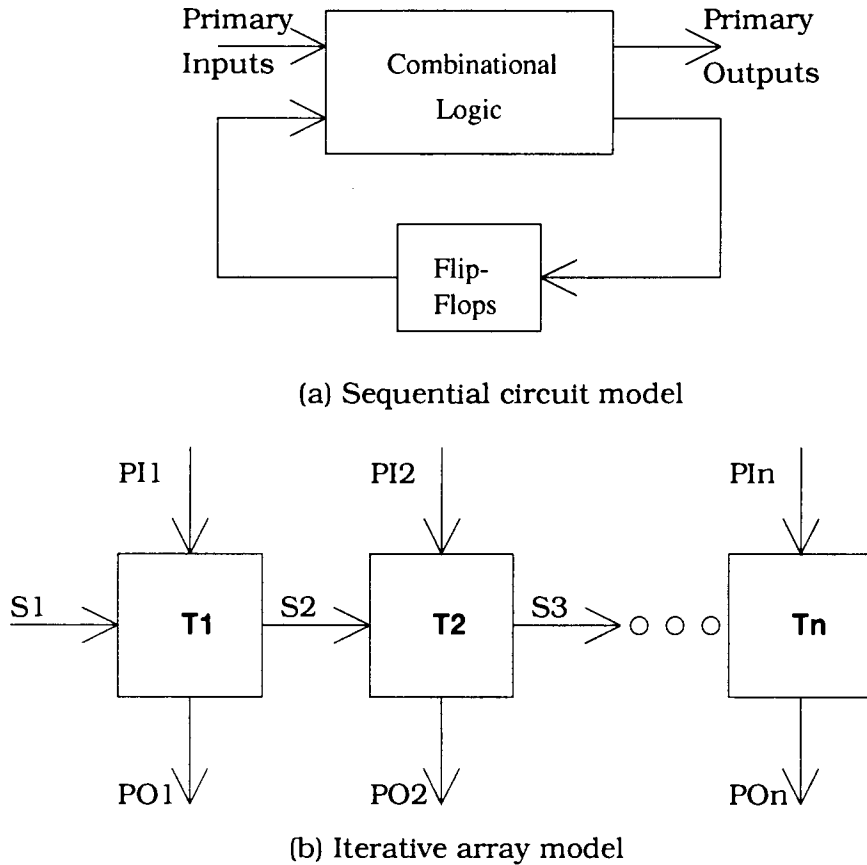 Primary
Inputs
Combinational
Logic
Primary
Outputs
Flip-
Flops
(a) Sequential circuit model
PI1
PI2
PIn
S1
T1
S2
T2
S3
Tn
PO1
PO2
POn
(b) Iterative array model